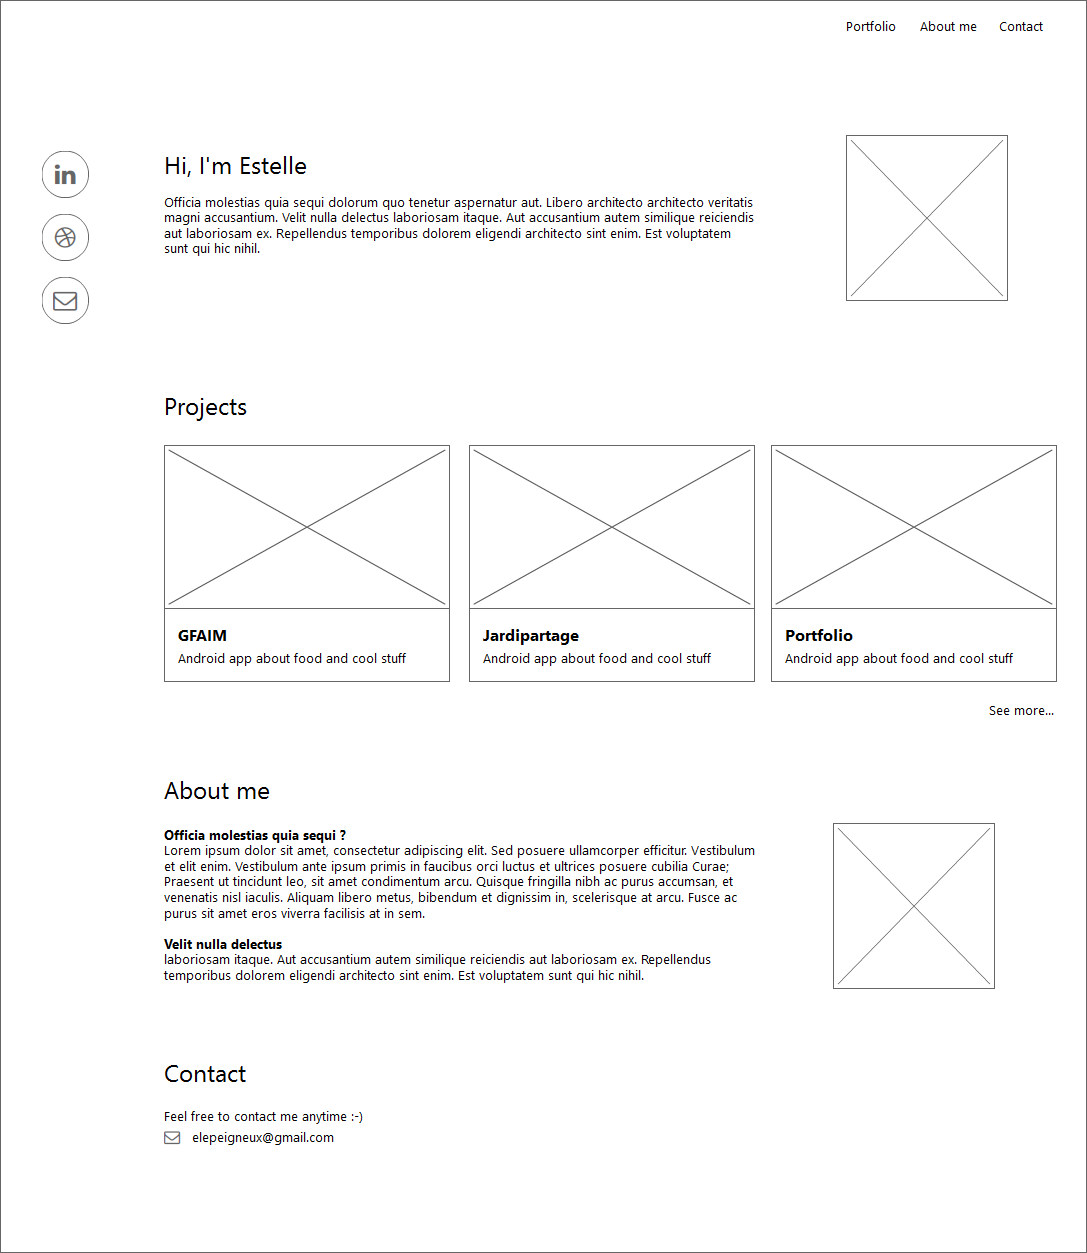 Portfolio About me Contact
in
Hi, I'm Estelle
Officia molestias quia sequi dolorum quo tenetur aspernatur aut. Libero architecto architecto veritatis
magni accusantium. Velit nulla delectus laboriosam itaque. Aut accusantium autem similique reiciendis
aut laboriosam ex. Repellendus temporibus dolorem eligendi architecto sint enim. Est voluptatem
sunt qui hic nihil.
Projects
GFAIM
Android app about food and cool stuff
Jardipartage
Android app about food and cool stuff
Portfolio
Android app about food and cool stuff
See more...
About me
Officia molestias quia sequi ?
Lorem ipsum dolor sit amet, consectetur adipiscing elit. Sed posuere ullamcorper efficitur. Vestibulum
et elit enim. Vestibulum ante ipsum primis in faucibus orci luctus et ultrices posuere cubilia Curae;
Praesent ut tincidunt leo, sit amet condimentum arcu. Quisque fringilla nibh ac purus accumsan, et
venenatis nisl iaculis. Aliquam libero metus, bibendum et dignissim in, scelerisque at arcu. Fusce ac
purus sit amet eros viverra facilisis at in sem.
Velit nulla delectus
laboriosam itaque. Aut accusantium autem similique reiciendis aut laboriosam ex. Repellendus
temporibus dolorem eligendi architecto sint enim. Est voluptatem sunt qui hic nihil.
Contact
Feel free to contact me anytime :-)
elepeigneux@gmail.com